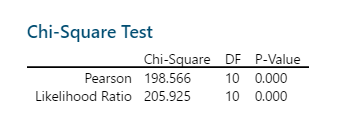 Chi-Square Test
Chi-Square DF P-Value
Pearson 198.566 10 0.000
Likelihood Ratio 205.925 10 0.000